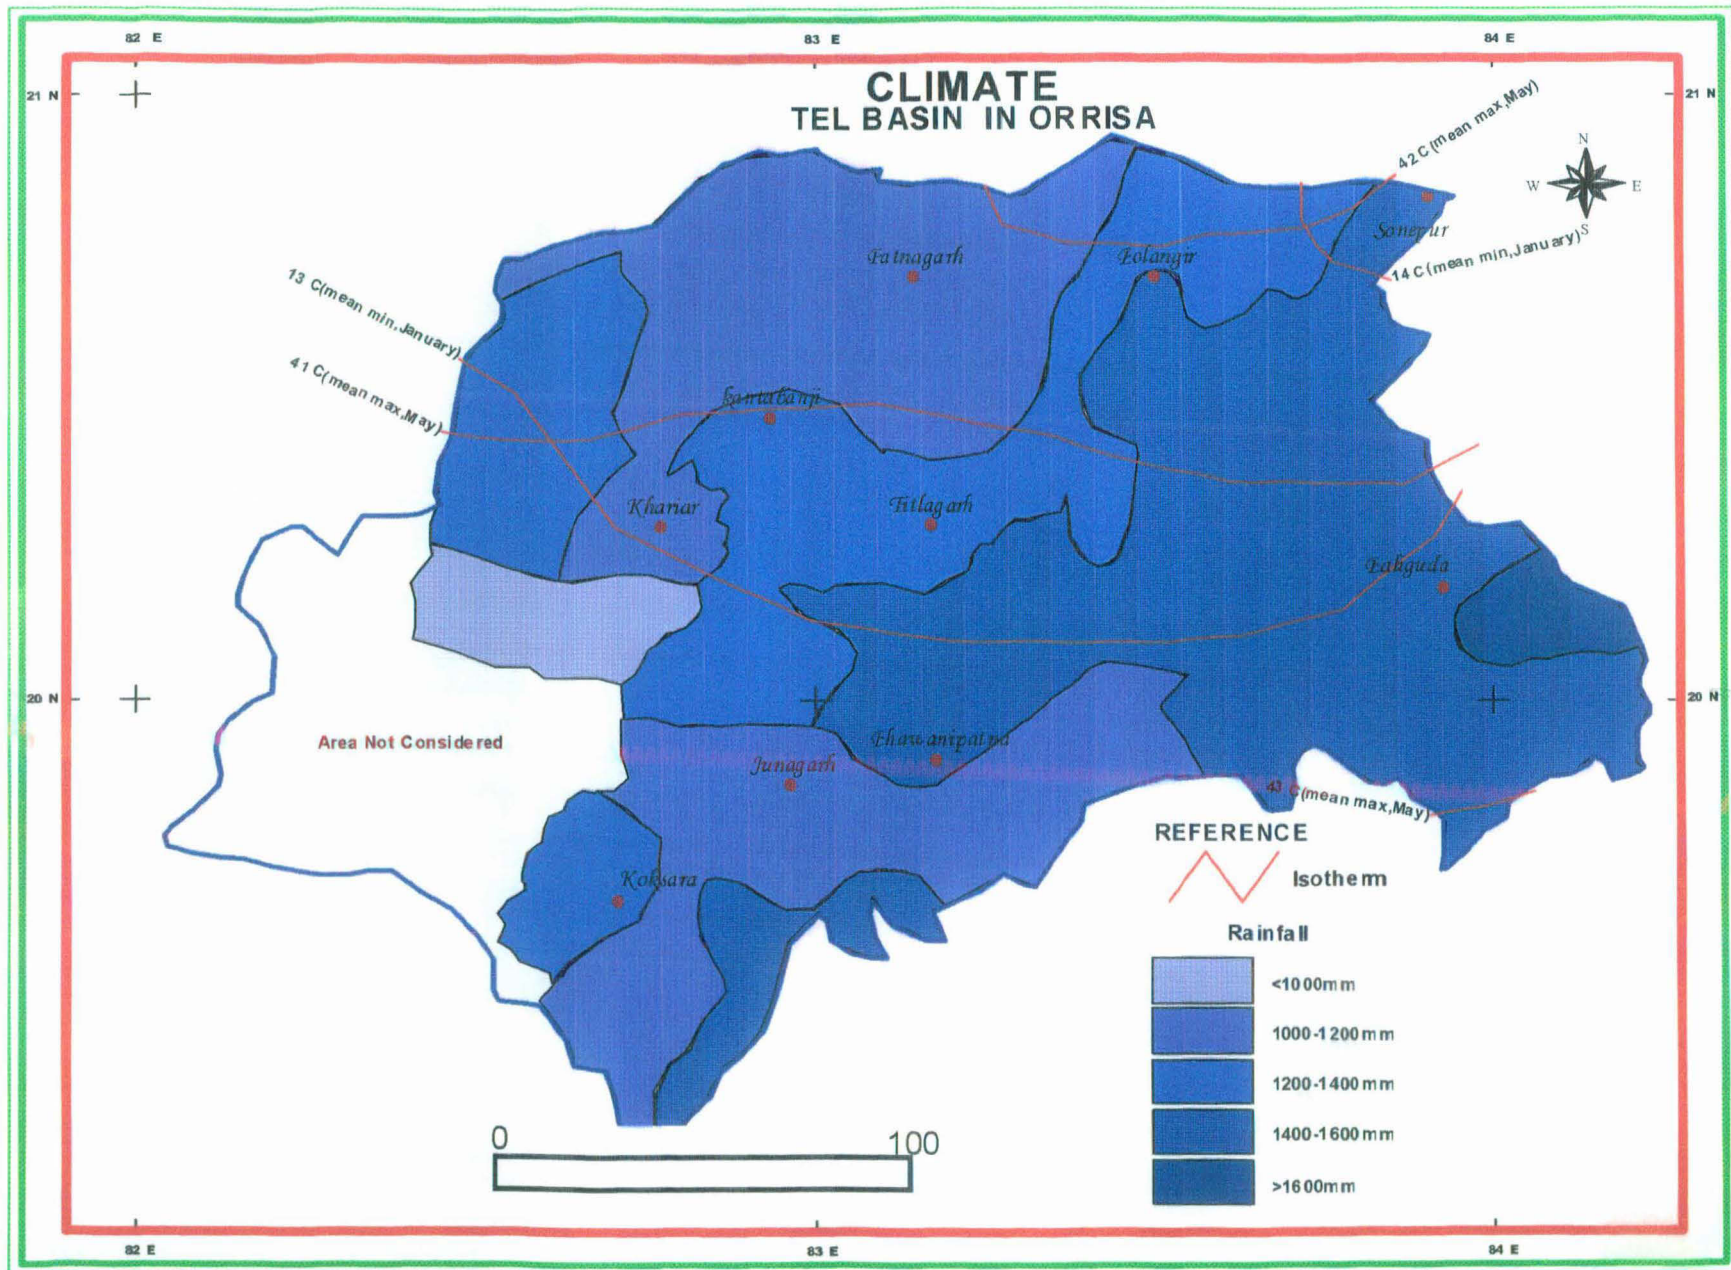 82 E
83 E
84 E
21 N
21 N
CLIMATE
TEL BASIN IN ORRISA
42 C(mean max,May)
N
W
E
S
Sonepur
14 C(mean min,January)
Patnagarh
Bolangir
13 C(mean min,January)
41 C(mean max,May)
kantabanji
Khariar
Titlagarh
20 N
20 N
Area Not Considered
Bhawanipatna
Junagarh
43 C(mean max,May)
Koksara
REFERENCE
Isotherm
Rainfall
<1000mm
1000-1200mm
1200-1400mm
1400-1600mm
>1600mm
0
100
82 E
83 E
84 E